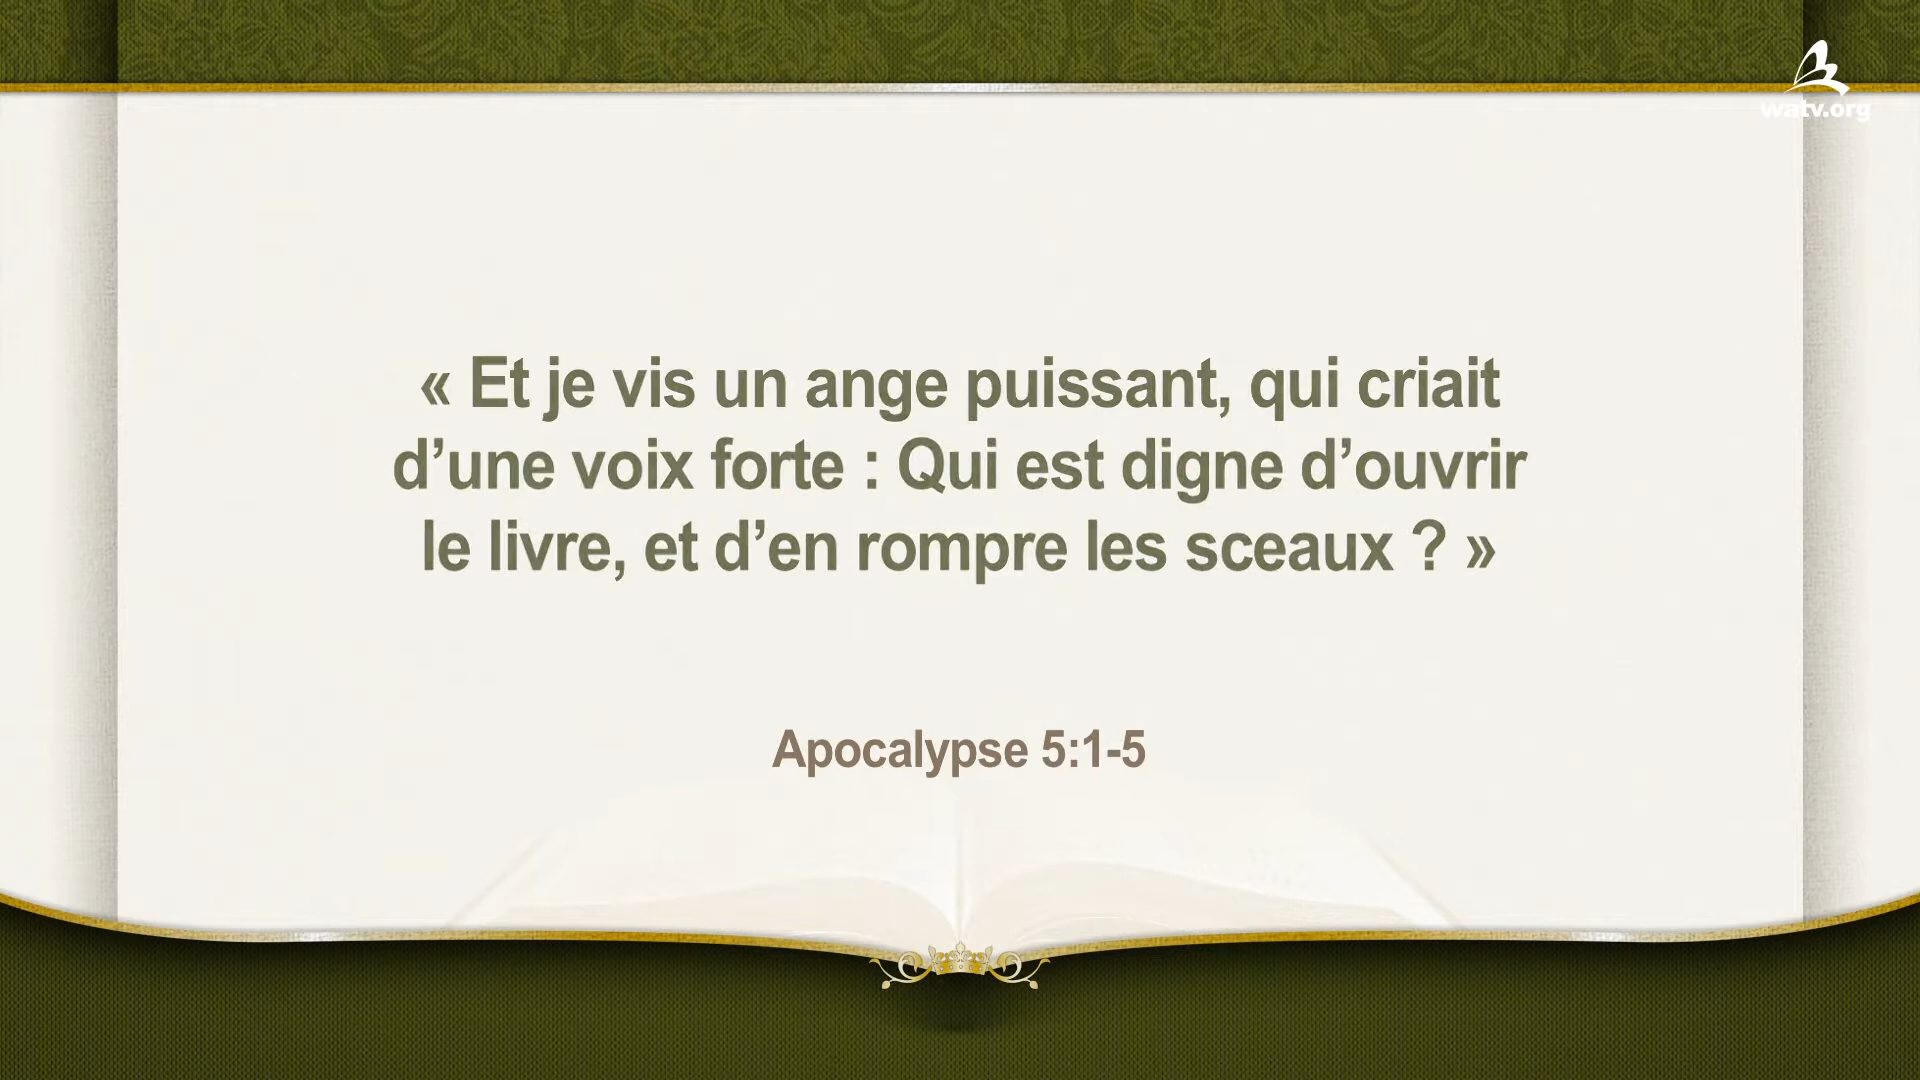 watv.org
« Et je vis un ange puissant, qui criait
d’une voix forte : Qui est digne d’ouvrir
le livre, et d’en rompre les sceaux ? »
Apocalypse 5:1-5